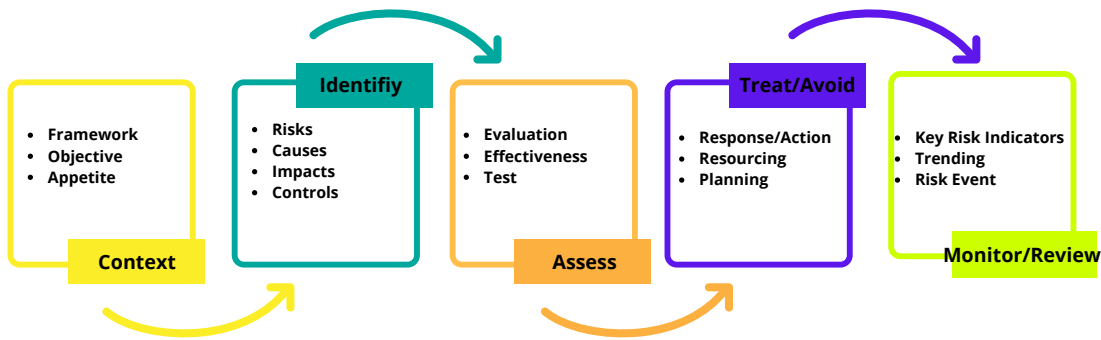 Framework
Objective
Appetite
Context
Identifiy
Risks
Causes
Impacts
Controls
Evaluation
Effectiveness
Test
Assess
Treat/Avoid
Response/Action
Resourcing
Planning
Key Risk Indicators
Trending
Risk Event
Monitor/Review